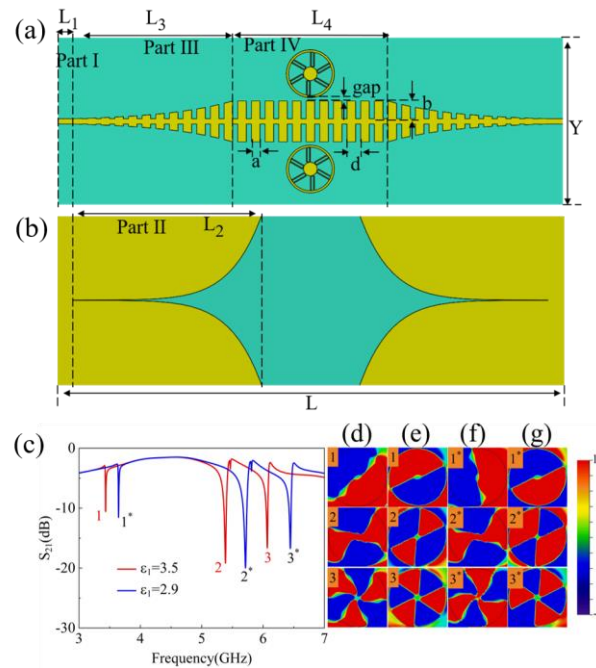 (a) L₁ L₃ L₄
Part I Part III Part IV
gap b
Y
a d
(b) Part II L₂
L
(c) (d) (e) (f) (g)
0
-10
-20
-30
S₂₁(dB)
1 1* 2 2* 3 3*
ε₁=3.5
ε₁=2.9
3 4 5 6 7
Frequency(GHz)
1 1 1* 1*
2 2 2* 2*
3 3 3* 3*